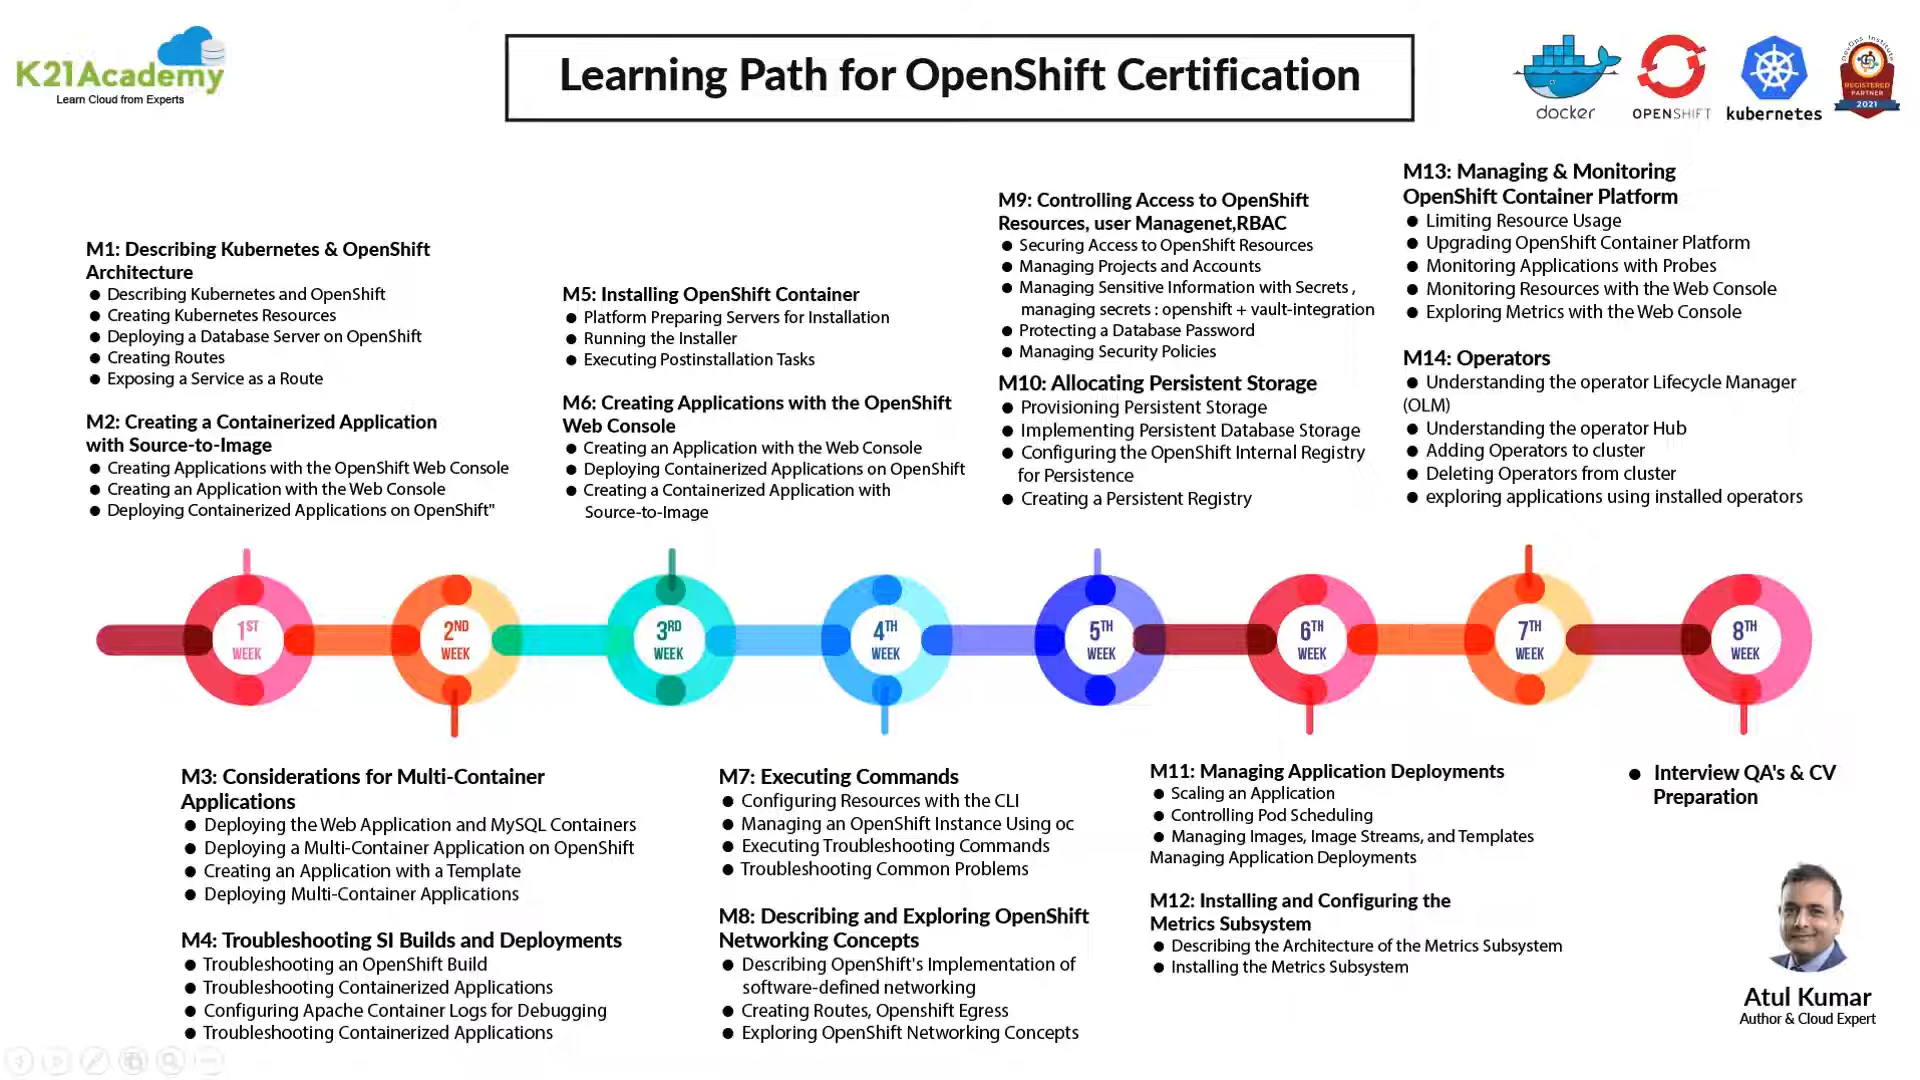 K21Academy
Learn Cloud from Experts
Learning Path for OpenShift Certification
docker
OPENSHIFT
kubernetes
DevOps Institute
REGISTERED
PARTNER
2021
M1: Describing Kubernetes & OpenShift
Architecture
● Describing Kubernetes and OpenShift
● Creating Kubernetes Resources
● Deploying a Database Server on OpenShift
● Creating Routes
● Exposing a Service as a Route
M2: Creating a Containerized Application
with Source-to-Image
● Creating Applications with the OpenShift Web Console
● Creating an Application with the Web Console
● Deploying Containerized Applications on OpenShift"
M5: Installing OpenShift Container
● Platform Preparing Servers for Installation
● Running the Installer
● Executing Postinstallation Tasks
M6: Creating Applications with the OpenShift
Web Console
● Creating an Application with the Web Console
● Deploying Containerized Applications on OpenShift
● Creating a Containerized Application with
Source-to-Image
M9: Controlling Access to OpenShift
Resources, user Managenet,RBAC
● Securing Access to OpenShift Resources
● Managing Projects and Accounts
● Managing Sensitive Information with Secrets ,
managing secrets : openshift + vault-integration
● Protecting a Database Password
● Managing Security Policies
M10: Allocating Persistent Storage
● Provisioning Persistent Storage
● Implementing Persistent Database Storage
● Configuring the OpenShift Internal Registry
for Persistence
● Creating a Persistent Registry
M13: Managing & Monitoring
OpenShift Container Platform
● Limiting Resource Usage
● Upgrading OpenShift Container Platform
● Monitoring Applications with Probes
● Monitoring Resources with the Web Console
● Exploring Metrics with the Web Console
M14: Operators
● Understanding the operator Lifecycle Manager
(OLM)
● Understanding the operator Hub
● Adding Operators to cluster
● Deleting Operators from cluster
● exploring applications using installed operators
1ST
WEEK
2ND
WEEK
3RD
WEEK
4TH
WEEK
5TH
WEEK
6TH
WEEK
7TH
WEEK
8TH
WEEK
M3: Considerations for Multi-Container
Applications
● Deploying the Web Application and MySQL Containers
● Deploying a Multi-Container Application on OpenShift
● Creating an Application with a Template
● Deploying Multi-Container Applications
M4: Troubleshooting SI Builds and Deployments
● Troubleshooting an OpenShift Build
● Troubleshooting Containerized Applications
● Configuring Apache Container Logs for Debugging
● Troubleshooting Containerized Applications
M7: Executing Commands
● Configuring Resources with the CLI
● Managing an OpenShift Instance Using oc
● Executing Troubleshooting Commands
● Troubleshooting Common Problems
M8: Describing and Exploring OpenShift
Networking Concepts
● Describing OpenShift's Implementation of
software-defined networking
● Creating Routes, Openshift Egress
● Exploring OpenShift Networking Concepts
M11: Managing Application Deployments
● Scaling an Application
● Controlling Pod Scheduling
● Managing Images, Image Streams, and Templates
Managing Application Deployments
M12: Installing and Configuring the
Metrics Subsystem
● Describing the Architecture of the Metrics Subsystem
● Installing the Metrics Subsystem
● Interview QA's & CV
Preparation
Atul Kumar
Author & Cloud Expert